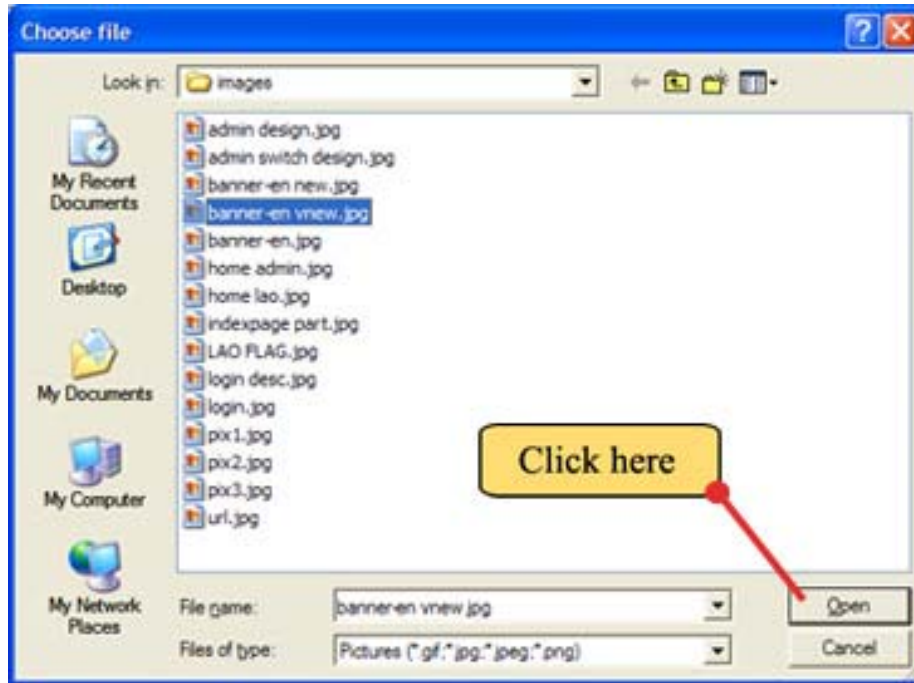 Choose file
Look in:
images
admin design.jpg
admin switch design.jpg
banner-en new.jpg
banner-en vnew.jpg
banner-en.jpg
home admin.jpg
home lao.jpg
indexpage part.jpg
LAO FLAG.jpg
login desc.jpg
login.jpg
pix1.jpg
pix2.jpg
pix3.jpg
url.jpg
My Recent
Documents
Desktop
My Documents
My Computer
My Network
Places
Click here
File name:
banner-en vnew.jpg
Open
Files of type:
Pictures (*.gf;*.jpg;*.jpeg;*.png)
Cancel